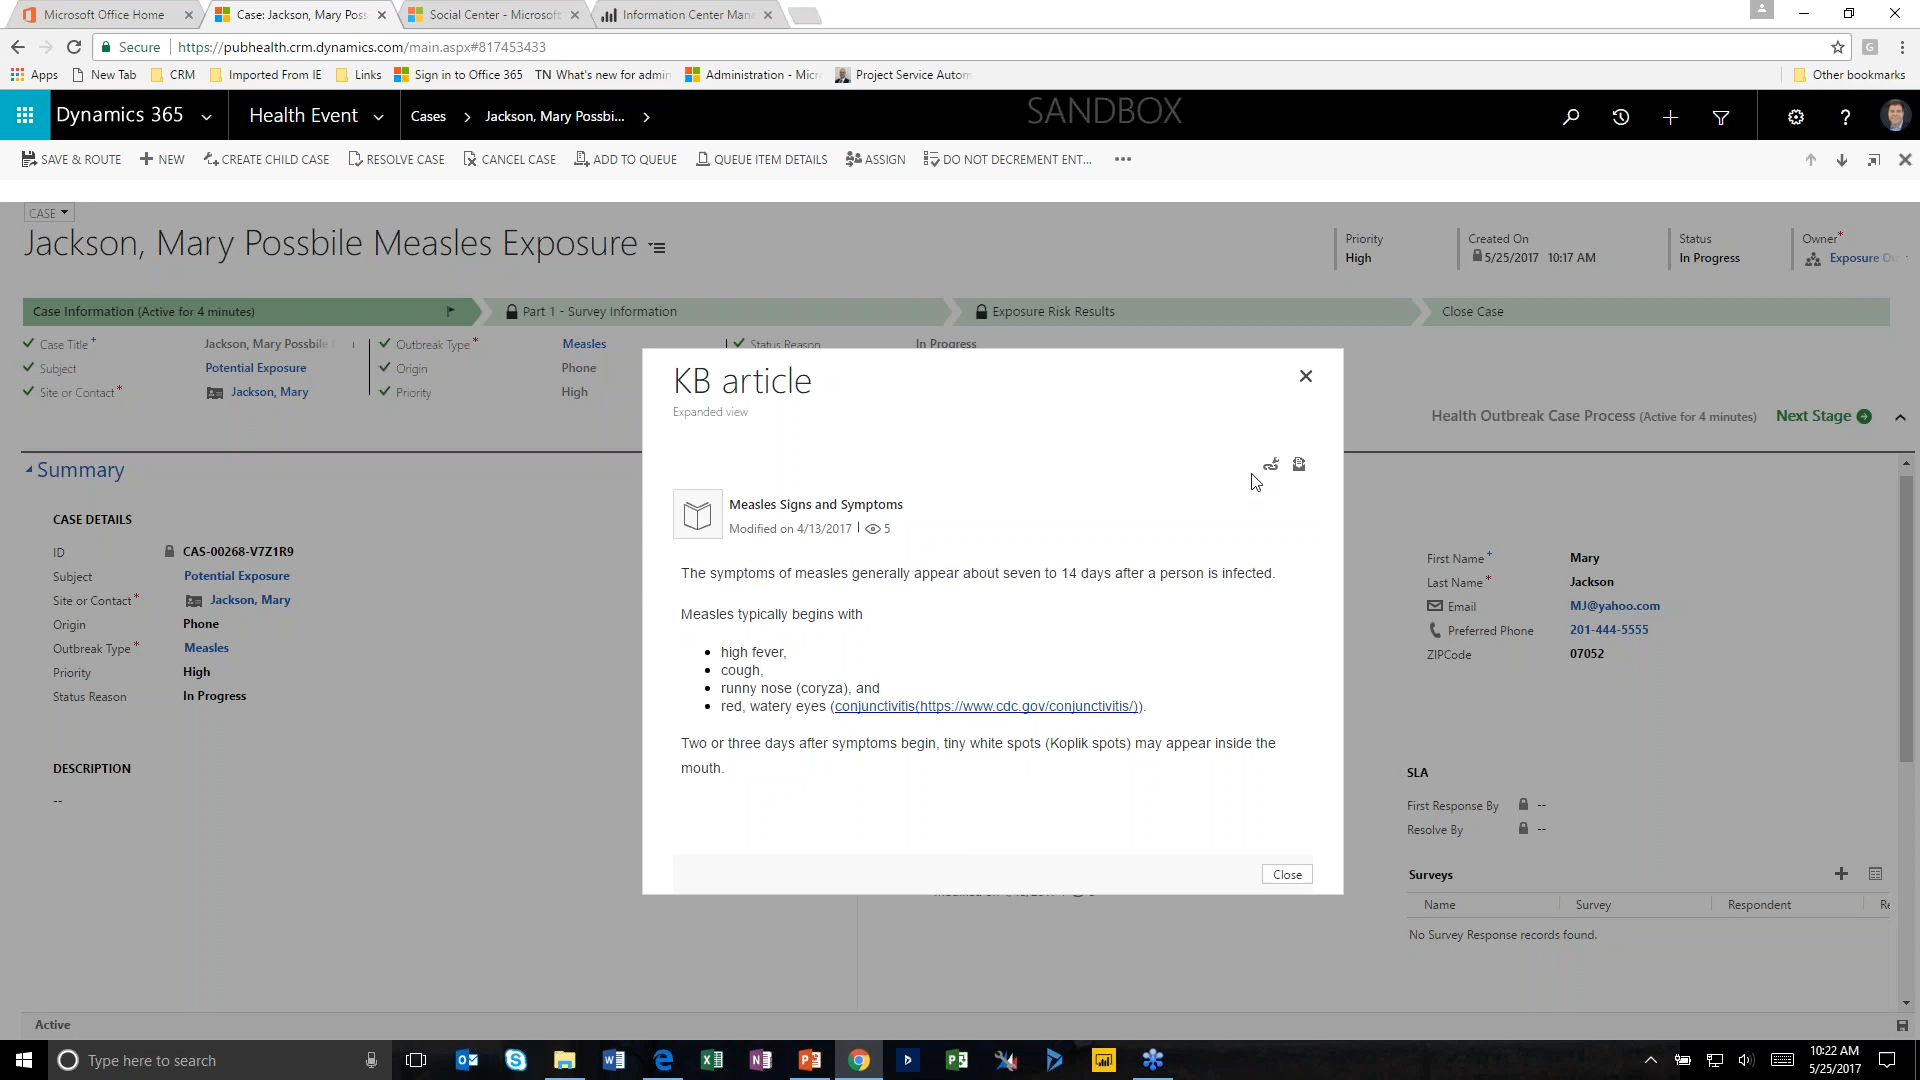 Microsoft Office Home
Case: Jackson, Mary Poss
Social Center - Microsoft
Information Center Man
Secure
https://pubhealth.crm.dynamics.com/main.aspx#817453433
G
Apps
New Tab
CRM
Imported From IE
Links
Sign in to Office 365
TN What's new for admin
Administration - Micr
Project Service Autom
Other bookmarks
Dynamics 365
Health Event
Cases
Jackson, Mary Possbi...
SANDBOX
SAVE & ROUTE
NEW
CREATE CHILD CASE
RESOLVE CASE
CANCEL CASE
ADD TO QUEUE
QUEUE ITEM DETAILS
ASSIGN
DO NOT DECREMENT ENT...
CASE
Jackson, Mary Possbile Measles Exposure
Priority
High
Created On
5/25/2017 10:17 AM
Status
In Progress
Owner*
Exposure
Case Information (Active for 4 minutes)
Part 1 - Survey Information
Exposure Risk Results
Close Case
Case Title+ Jackson, Mary Possbile
Outbreak Type* Measles
Status Reason In Progress
Subject Potential Exposure
Origin Phone
Site or Contact* Jackson, Mary
Priority High
Health Outbreak Case Process (Active for 4 minutes) Next Stage
Summary
CASE DETAILS
ID CAS-00268-V7Z1R9
Subject Potential Exposure
Site or Contact* Jackson, Mary
Origin Phone
Outbreak Type* Measles
Priority High
Status Reason In Progress
DESCRIPTION
--
KB article
Expanded view
Measles Signs and Symptoms
Modified on 4/13/2017 | 5
The symptoms of measles generally appear about seven to 14 days after a person is infected.
Measles typically begins with
• high fever,
• cough,
• runny nose (coryza), and
• red, watery eyes (conjunctivitis(https://www.cdc.gov/conjunctivitis/)).
Two or three days after symptoms begin, tiny white spots (Koplik spots) may appear inside the
mouth.
Close
First Name+ Mary
Last Name* Jackson
Email MJ@yahoo.com
Preferred Phone 201-444-5555
ZIPCode 07052
SLA
First Response By --
Resolve By --
Surveys
Name
Survey
Respondent
Re
No Survey Response records found.
Active
Type here to search
10:22 AM
5/25/2017